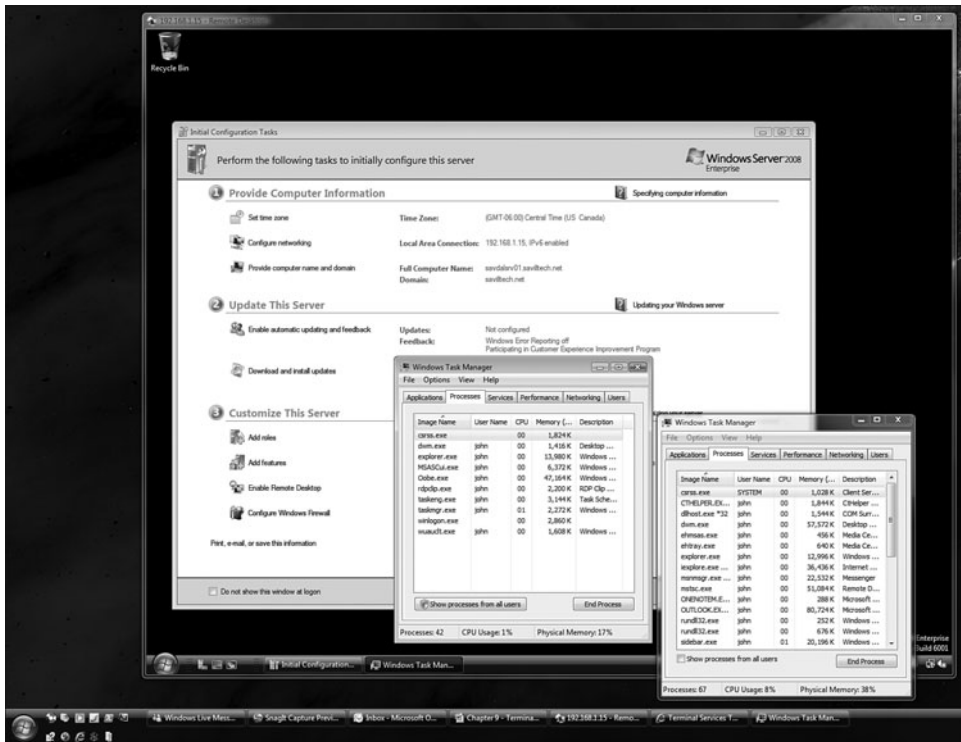 192.168.1.15 - Remote Desktop
Recycle Bin
Initial Configuration Tasks
Perform the following tasks to initially configure this server
Windows Server 2008
Enterprise
1 Provide Computer Information
Specifying computer information
Set time zone
Time Zone: (GMT-06:00) Central Time (US Canada)
Configure networking
Local Area Connection: 192.168.1.15, IPv6 enabled
Provide computer name and domain
Full Computer Name: savdalsrv01.savilltech.net
Domain: savilltech.net
2 Update This Server
Updating your Windows server
Enable automatic updating and feedback
Updates: Not configured
Feedback: Windows Error Reporting off
Participating in Customer Experience Improvement Program
Download and install updates
3 Customize This Server
Add roles
Add features
Enable Remote Desktop
Configure Windows Firewall
Print, e-mail, or save this information
Do not show this window at logon
Windows Task Manager
File Options View Help
Applications Processes Services Performance Networking Users
Image Name User Name CPU Memory (... Description
csrss.exe 00 1,824 K
dwm.exe john 00 1,416 K Desktop ...
explorer.exe john 00 13,980 K Windows ...
MSASCui.exe john 00 6,372 K Windows ...
Oobe.exe john 00 47,164 K Windows ...
rdpclip.exe john 00 2,200 K RDP Clip ...
taskeng.exe john 00 3,144 K Task Sche...
taskmgr.exe john 01 2,272 K Windows ...
winlogon.exe 00 2,860 K
wuauclt.exe john 00 1,608 K Windows ...
Show processes from all users
End Process
Processes: 42 CPU Usage: 1% Physical Memory: 17%
Windows Task Manager
File Options View Help
Applications Processes Services Performance Networking Users
Image Name User Name CPU Memory (... Description
csrss.exe SYSTEM 00 1,028 K Client Ser...
CTHELPER.EX... john 00 1,844 K CtHelper ...
dllhost.exe *32 john 00 1,544 K COM Surr...
dwm.exe john 00 57,572 K Desktop ...
ehmsas.exe john 00 456 K Media Ce...
ehtray.exe john 00 640 K Media Ce...
explorer.exe john 00 12,996 K Windows ...
iexplore.exe ... john 00 36,436 K Internet ...
msnmsgr.exe ... john 00 22,532 K Messenger
mstsc.exe john 00 51,084 K Remote D...
ONENOTEM.E... john 00 288 K Microsoft ...
OUTLOOK.EX... john 00 80,724 K Microsoft ...
rundll32.exe john 00 252 K Windows ...
rundll32.exe john 00 676 K Windows ...
sidebar.exe john 01 20,196 K Windows ...
Show processes from all users
End Process
Processes: 67 CPU Usage: 8% Physical Memory: 38%
Enterprise
Build 6001
Initial Configuration... Windows Task Man...
Windows Live Mess... SnagIt Capture Previ... Inbox - Microsoft O... Chapter 9 - Termina... 192.168.1.15 - Remo... Terminal Services T... Windows Task Man...